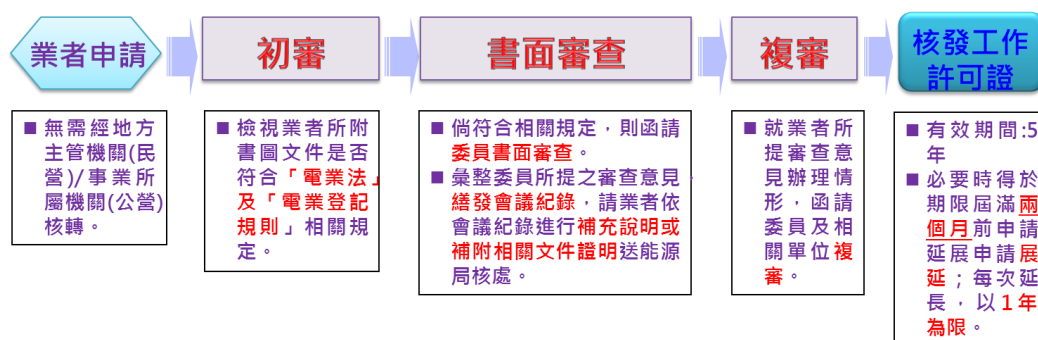 業者申請
初審
書面審查
複審
核發工作
許可證
■ 無需經地方
主管機關(民
營)/事業所
屬機關(公營)
核轉。
■ 檢視業者所附
書圖文件是否
符合「電業法」
及「電業登記
規則」相關規
定。
■ 倘符合相關規定，則函請
委員書面審查。
■ 彙整委員所提之審查意見
繕發會議紀錄，請業者依
會議紀錄進行補充說明或
補附相關文件證明送能源
局核處。
■ 就業者所
提審查意
見辦理情
形，函請
委員及相
關單位複
審。
■ 有效期間:5
年
■ 必要時得於
期限屆滿兩
個月前申請
延展申請展
延；每次延
長，以1年
為限。